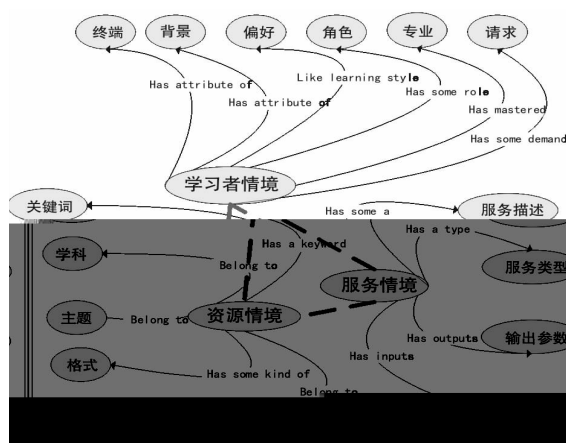 终端 背景 偏好 角色 专业 请求
Like learning style
Has attribute of
Has some role
Has attribute of
Has mastered
Has some demand
学习者情境
关键词
Has some a
服务描述
Has a type
学科
Has a keyword
Belong to
服务情境
服务类型
主题
Belong to
资源情境
Has outputs
输出参数
Has inputs
格式
Has some kind of
Belong to